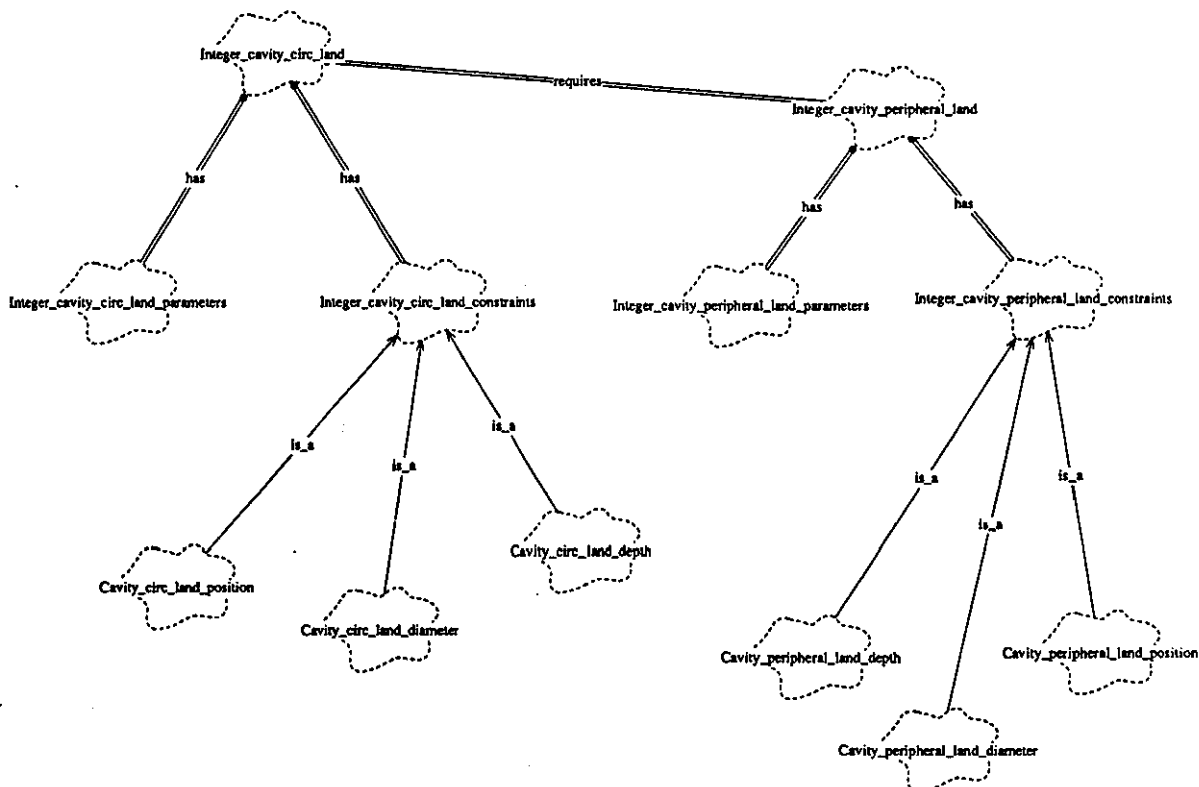 Integer_cavity_circ_land
requires
Integer_cavity_peripheral_land
has
has
has
has
Integer_cavity_circ_land_parameters
Integer_cavity_circ_land_constraints
Integer_cavity_peripheral_land_parameters
Integer_cavity_peripheral_land_constraints
is_a
is_a
is_a
is_a
is_a
is_a
Cavity_circ_land_depth
Cavity_circ_land_position
Cavity_circ_land_diameter
Cavity_peripheral_land_depth
Cavity_peripheral_land_position
Cavity_peripheral_land_diameter